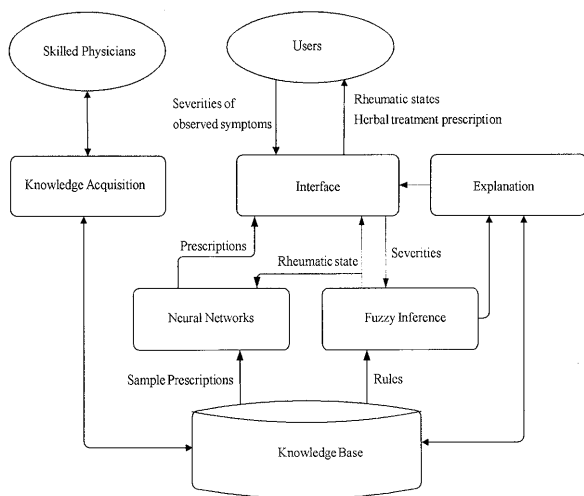 Skilled Physicians
Users
Severities of
observed symptoms
Rheumatic states
Herbal treatment prescription
Knowledge Acquisition
Interface
Explanation
Prescriptions
Rheumatic state
Severities
Neural Networks
Fuzzy Inference
Sample Prescriptions
Rules
Knowledge Base